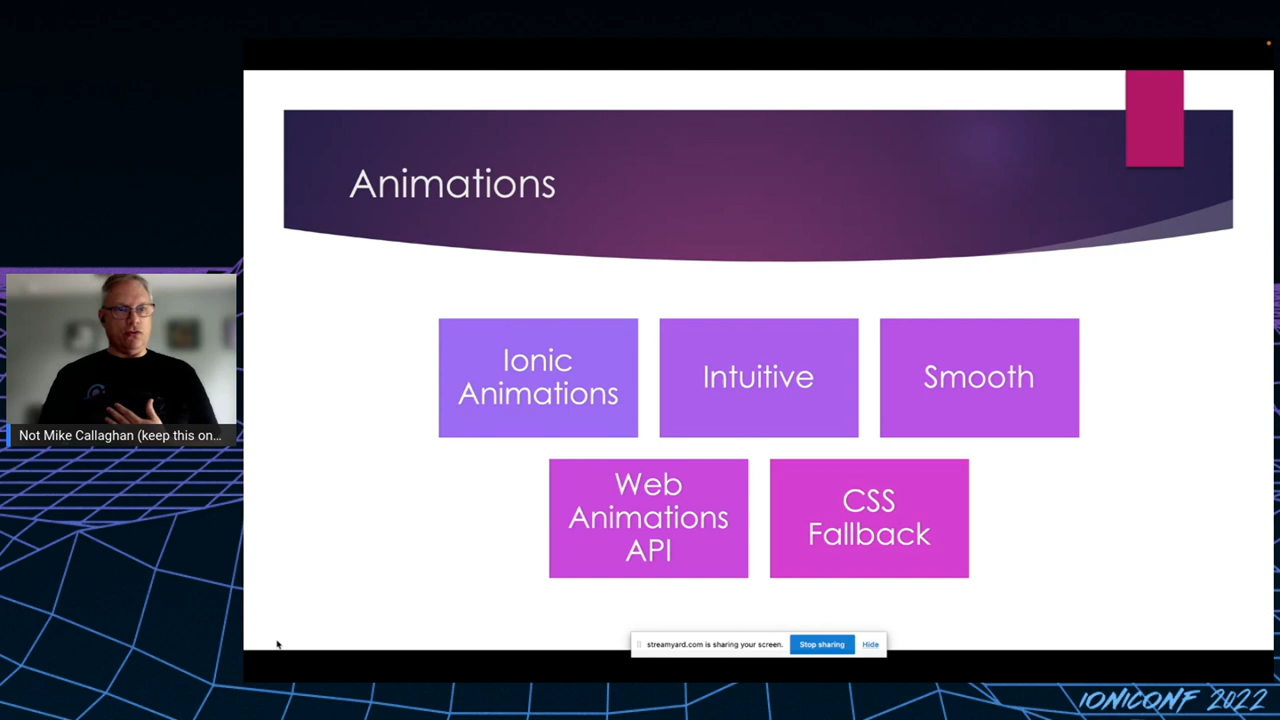 Animations
Ionic
Animations
Intuitive
Smooth
Web
Animations
API
CSS
Fallback
Not Mike Callaghan (keep this on...
streamyard.com is sharing your screen.
Stop sharing
Hide
IONICONF 2022